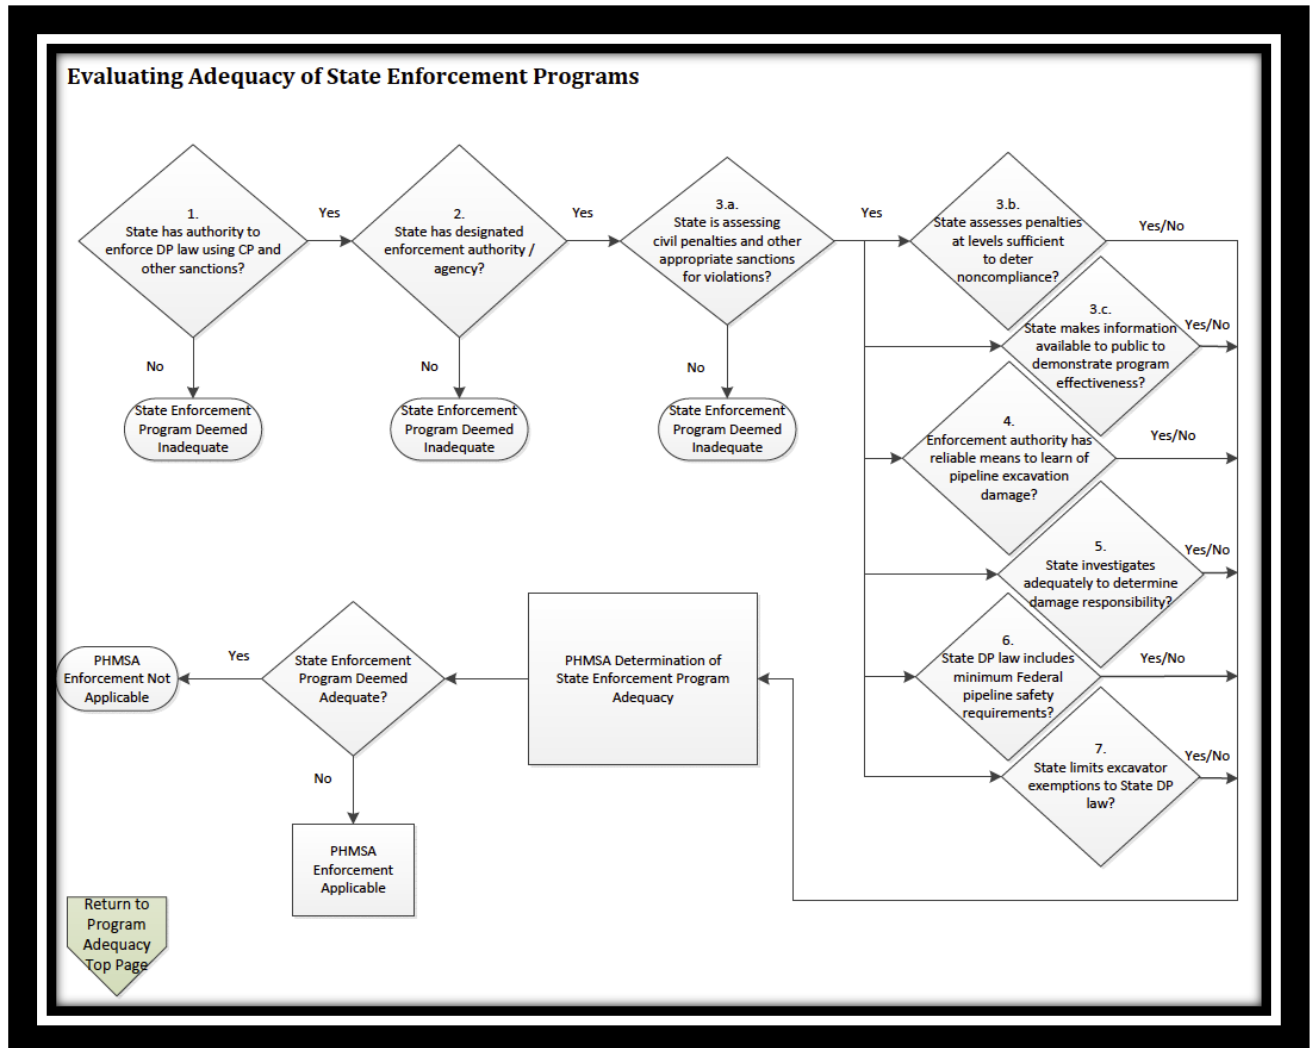 Evaluating Adequacy of State Enforcement Programs
1.
State has authority to
enforce DP law using CP and
other sanctions?
Yes
No
State Enforcement
Program Deemed
Inadequate
2.
State has designated
enforcement authority /
agency?
Yes
No
State Enforcement
Program Deemed
Inadequate
3.a.
State is assessing
civil penalties and other
appropriate sanctions
for violations?
Yes
No
State Enforcement
Program Deemed
Inadequate
3.b.
State assesses penalties
at levels sufficient
to deter
noncompliance?
Yes/No
3.c.
State makes information
available to public to
demonstrate program
effectiveness?
Yes/No
4.
Enforcement authority has
reliable means to learn of
pipeline excavation
damage?
Yes/No
5.
State investigates
adequately to determine
damage responsibility?
Yes/No
6.
State DP law includes
minimum Federal
pipeline safety
requirements?
Yes/No
7.
State limits excavator
exemptions to State DP
law?
Yes/No
PHMSA Determination of
State Enforcement Program
Adequacy
State Enforcement
Program Deemed
Adequate?
Yes
PHMSA
Enforcement Not
Applicable
No
PHMSA
Enforcement
Applicable
Return to
Program
Adequacy
Top Page